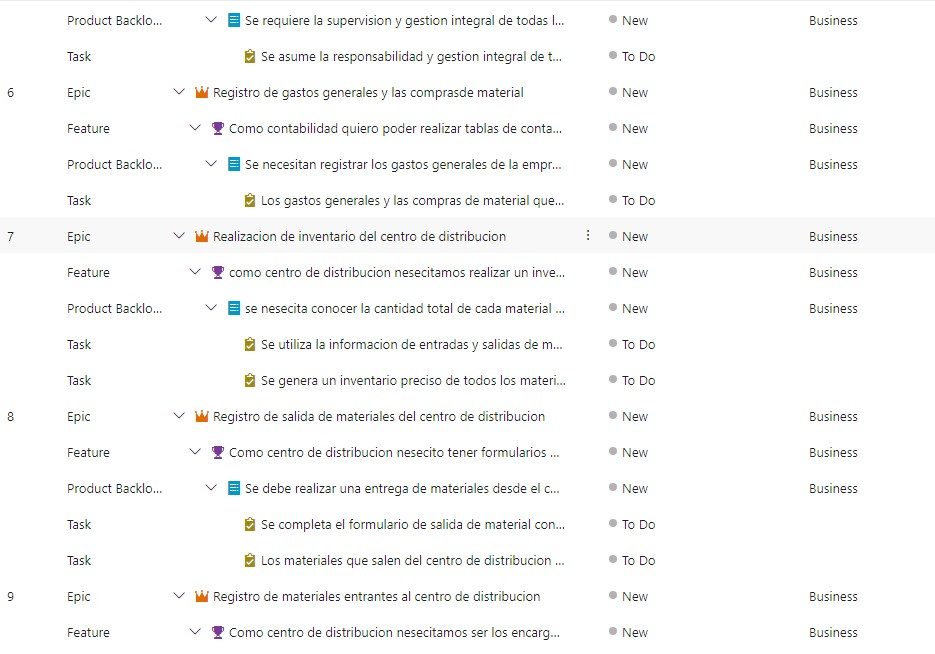 Product Backlo... Se requiere la supervision y gestion integral de todas l... New Business
Task Se asume la responsabilidad y gestion integral de t... To Do
6 Epic Registro de gastos generales y las comprasde material New Business
Feature Como contabilidad quiero poder realizar tablas de conta... New Business
Product Backlo... Se necesitan registrar los gastos generales de la empr... New Business
Task Los gastos generales y las compras de material que... To Do
7 Epic Realizacion de inventario del centro de distribucion New Business
Feature como centro de distribucion nesecitamos realizar un inve... New Business
Product Backlo... se nesecita conocer la cantidad total de cada material ... New Business
Task Se utiliza la informacion de entradas y salidas de m... To Do
Task Se genera un inventario preciso de todos los materi... To Do
8 Epic Registro de salida de materiales del centro de distribucion New Business
Feature Como centro de distribucion nesecito tener formularios ... New Business
Product Backlo... Se debe realizar una entrega de materiales desde el c... New Business
Task Se completa el formulario de salida de material con... To Do
Task Los materiales que salen del centro de distribucion ... To Do
9 Epic Registro de materiales entrantes al centro de distribucion New Business
Feature Como centro de distribucion nesecitamos ser los encarg... New Business